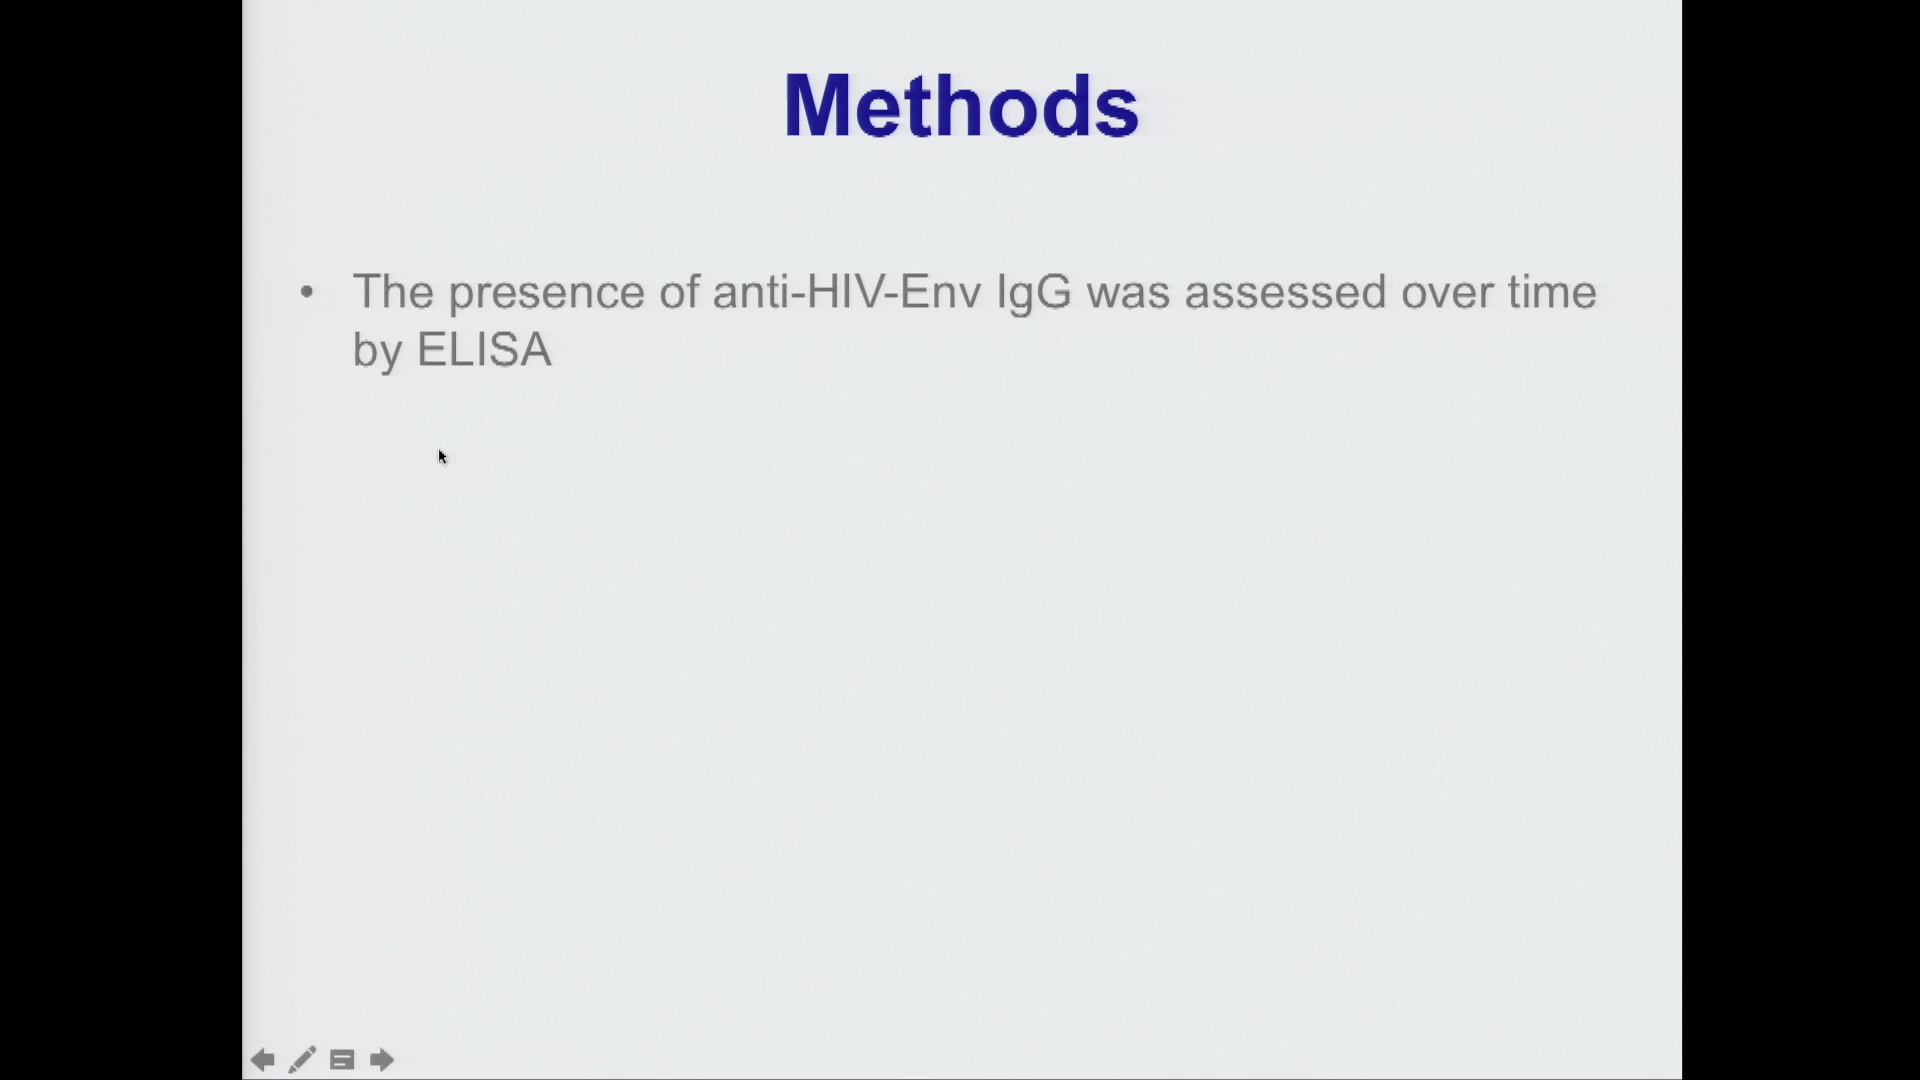 Methods
• The presence of anti-HIV-Env IgG was assessed over time
by ELISA